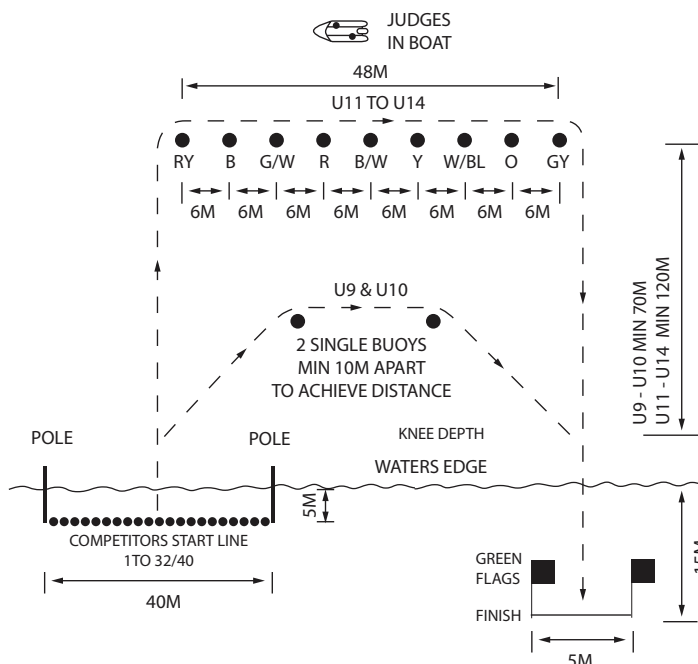 JUDGES
IN BOAT
48M
U11 TO U14
RY B G/W R B/W Y W/BL O GY
6M 6M 6M 6M 6M 6M 6M 6M
U9 & U10
2 SINGLE BUOYS
MIN 10M APART
TO ACHIEVE DISTANCE
U9 - U10 MIN 70M
U11 - U14 MIN 120M
POLE
POLE
KNEE DEPTH
WATERS EDGE
5M
COMPETITORS START LINE
1TO 32/40
40M
GREEN
FLAGS
FINISH
15M
5M